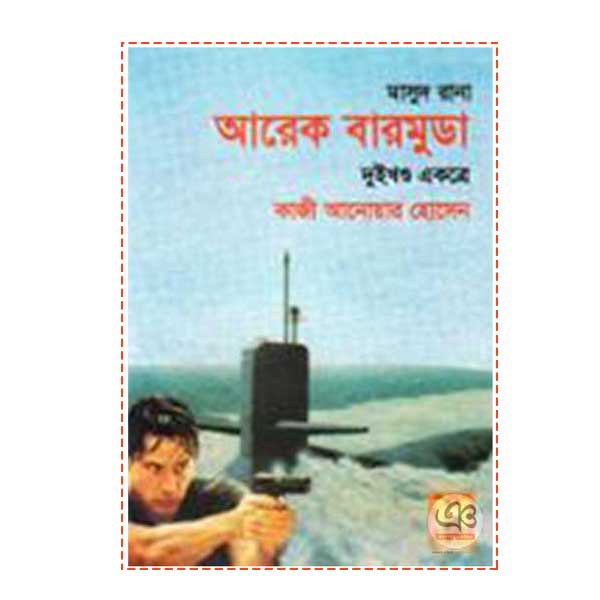 মাসুদ রানা
আরেক বারমুডা
দুইখণ্ড একত্রে
কাজী আনোয়ার হোসেন